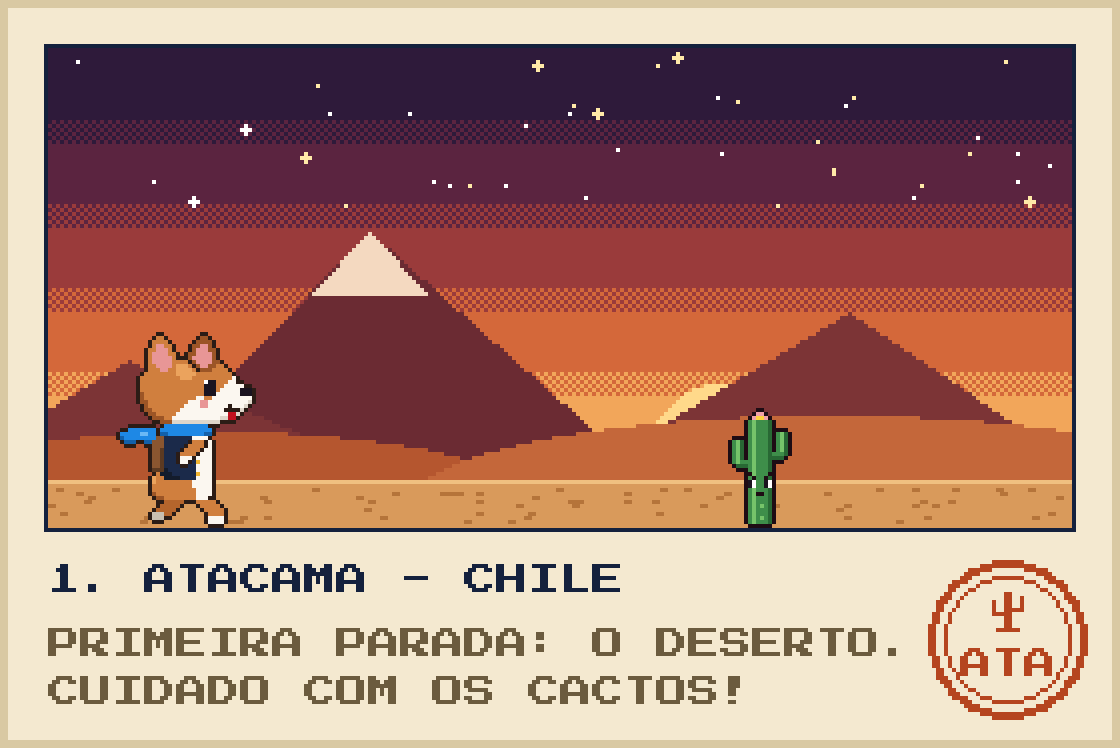 1. ATACAMA - CHILE
PRIMEIRA PARADA: O DESERTO.
CUIDADO COM OS CACTOS!
ATA